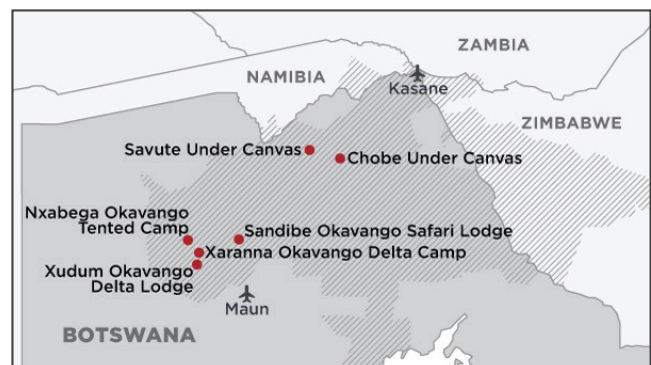 ZAMBIA
NAMIBIA
Kasane
ZIMBABWE
Savute Under Canvas
Chobe Under Canvas
Nxabega Okavango
Tented Camp
Sandibe Okavango Safari Lodge
Xaranna Okavango Delta Camp
Xudum Okavango
Delta Lodge
Maun
BOTSWANA